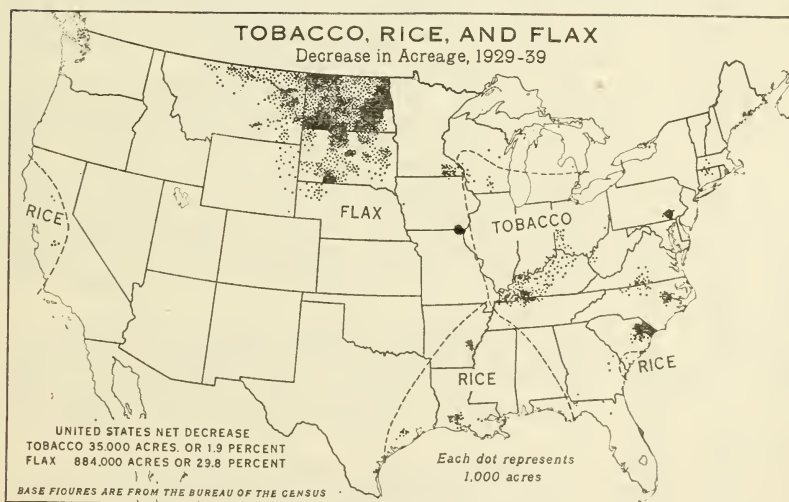 TOBACCO, RICE, AND FLAX
Decrease in Acreage, 1929-39
RICE
FLAX
TOBACCO
RICE
RICE
UNITED STATES NET DECREASE
TOBACCO 35,000 ACRES, OR 1.9 PERCENT
FLAX 884,000 ACRES OR 29.8 PERCENT
Each dot represents
1,000 acres
BASE FIGURES ARE FROM THE BUREAU OF THE CENSUS